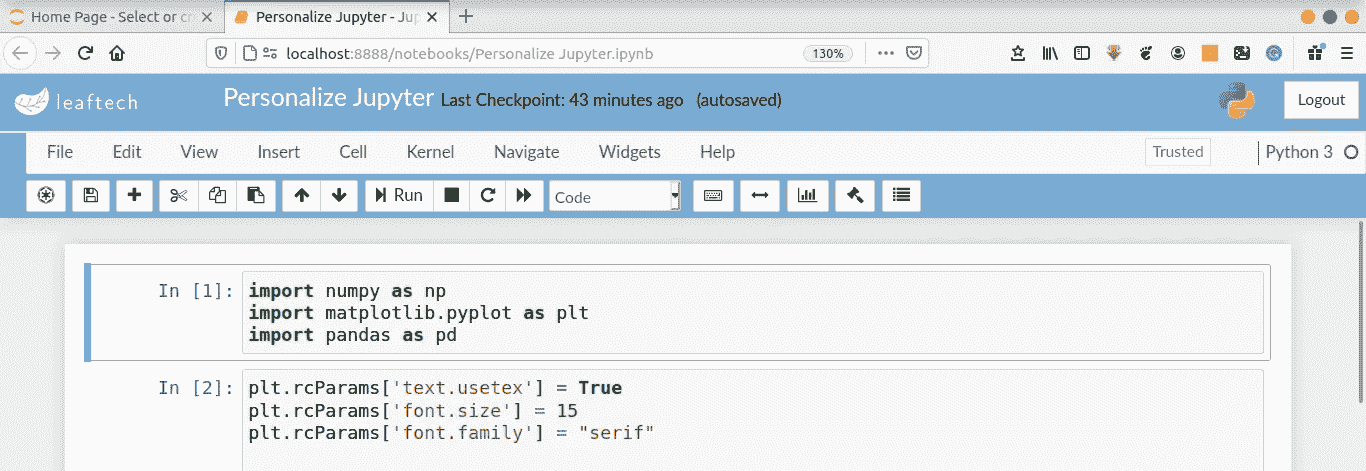 Home Page - Select or cr
Personalize Jupyter - Jup
localhost:8888/notebooks/Personalize Jupyter.ipynb
130%
leaftech
Personalize Jupyter Last Checkpoint: 43 minutes ago (autosaved)
Logout
File Edit View Insert Cell Kernel Navigate Widgets Help
Trusted
Python 3
Run
Code
In [1]: import numpy as np
import matplotlib.pyplot as plt
import pandas as pd
In [2]: plt.rcParams['text.usetex'] = True
plt.rcParams['font.size'] = 15
plt.rcParams['font.family'] = "serif"